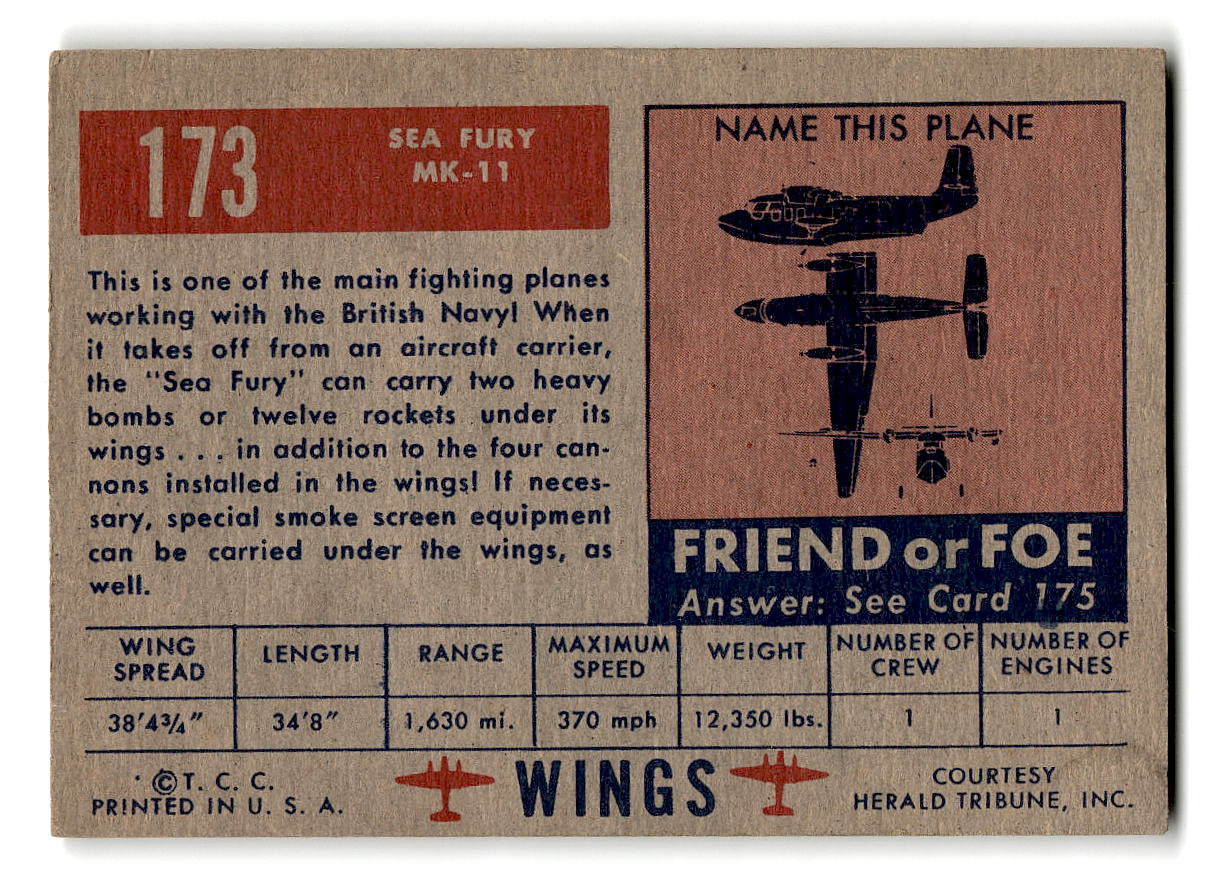 173
SEA FURY
MK-11
This is one of the main fighting planes
working with the British Navy! When
it takes off from an aircraft carrier,
the "Sea Fury" can carry two heavy
bombs or twelve rockets under its
wings . . . in addition to the four can-
nons installed in the wings! If neces-
sary, special smoke screen equipment
can be carried under the wings, as
well.
NAME THIS PLANE
FRIEND or FOE
Answer: See Card 175
WING SPREAD
LENGTH
RANGE
MAXIMUM SPEED
WEIGHT
NUMBER OF CREW
NUMBER OF ENGINES
38'4¾"
34'8"
1,630 mi.
370 mph
12,350 lbs.
1
1
©T. C. C.
PRINTED IN U. S. A.
WINGS
COURTESY
HERALD TRIBUNE, INC.